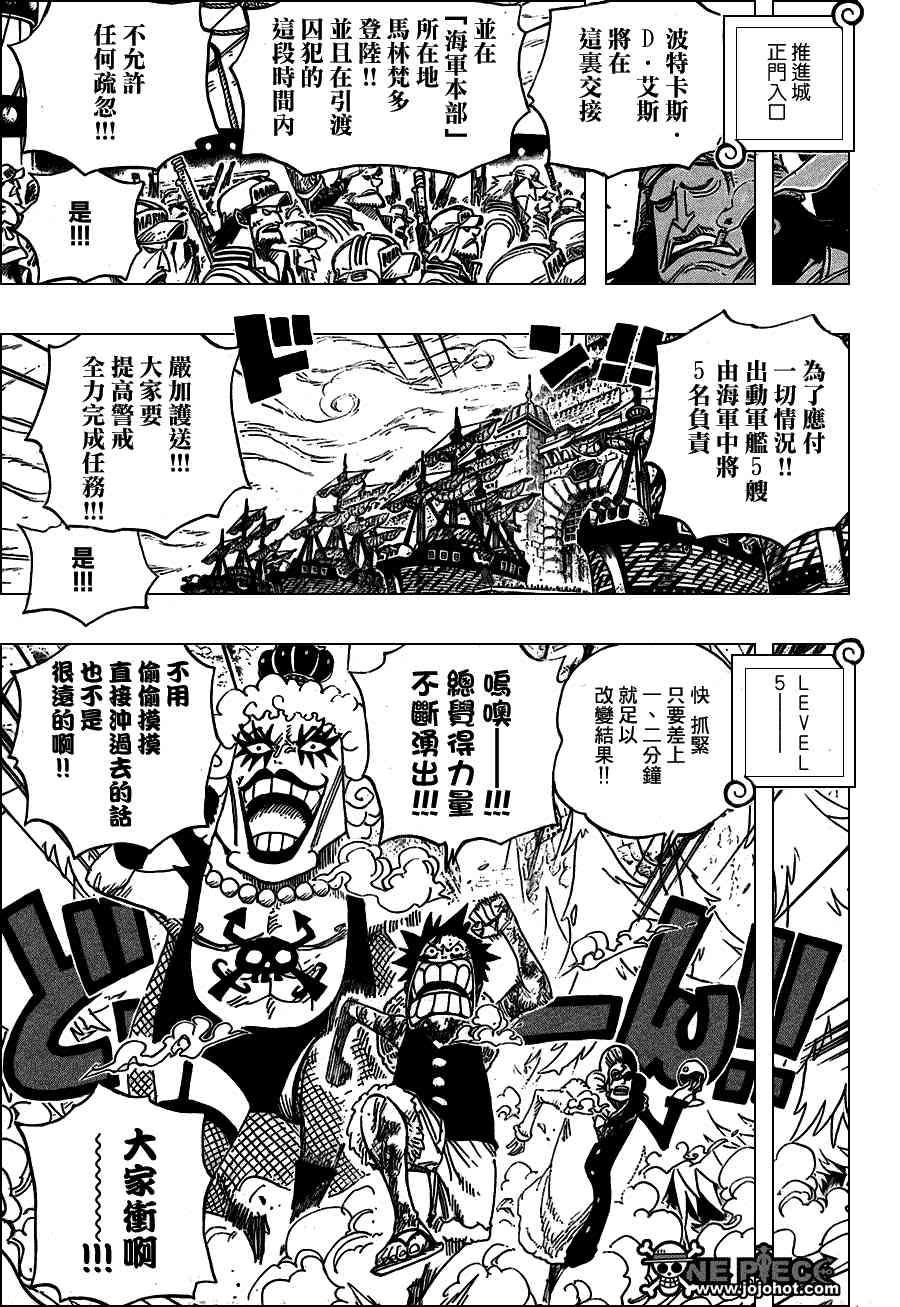 推進城
正門入口
波特卡斯．
D．艾斯
將在
這裏交接
並在
「海軍本部」
所在地
馬林梵多
登陸!!
並且在引渡
囚犯的
這段時間內
不允許
任何疏忽!!!
是!!!
MARINE
為了應付
一切情況!!
出動軍艦5艘
由海軍中將
5名負責
ドーン!!
嚴加護送!!!
大家要
提高警戒
全力完成任務!!!
是!!!
LEVEL
5——
快 抓緊
只要差上
一、二分鐘
就足以
改變結果!!
嗚噢——!!!
總覺得力量
不斷湧出!!!
不用
偷偷摸摸
直接沖過去的話
也不是
很遠的啊!!
どーん!!
大家衝啊
~~~~!!!
ONE PIECE
www.jojohot.com